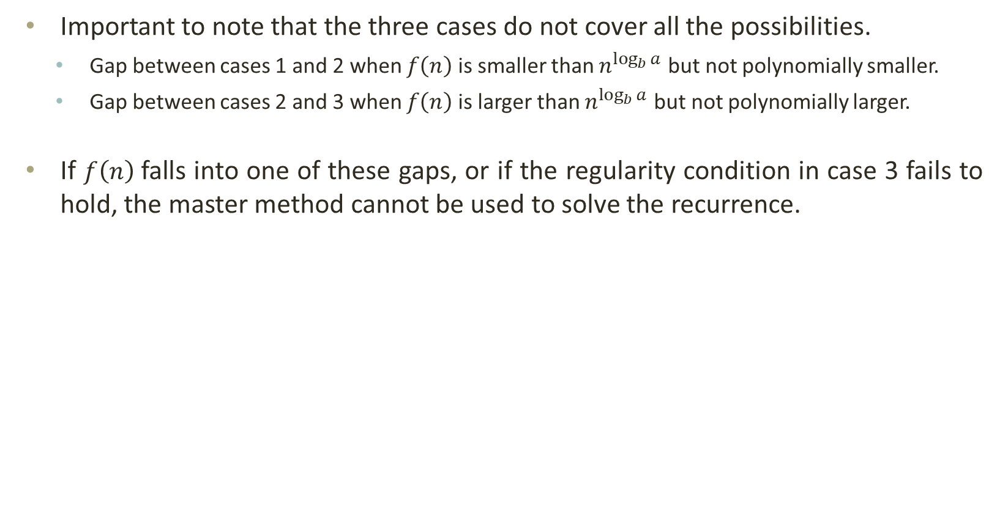 • Important to note that the three cases do not cover all the possibilities.
• Gap between cases 1 and 2 when f(n) is smaller than n^{log_b a} but not polynomially smaller.
• Gap between cases 2 and 3 when f(n) is larger than n^{log_b a} but not polynomially larger.
• If f(n) falls into one of these gaps, or if the regularity condition in case 3 fails to
hold, the master method cannot be used to solve the recurrence.